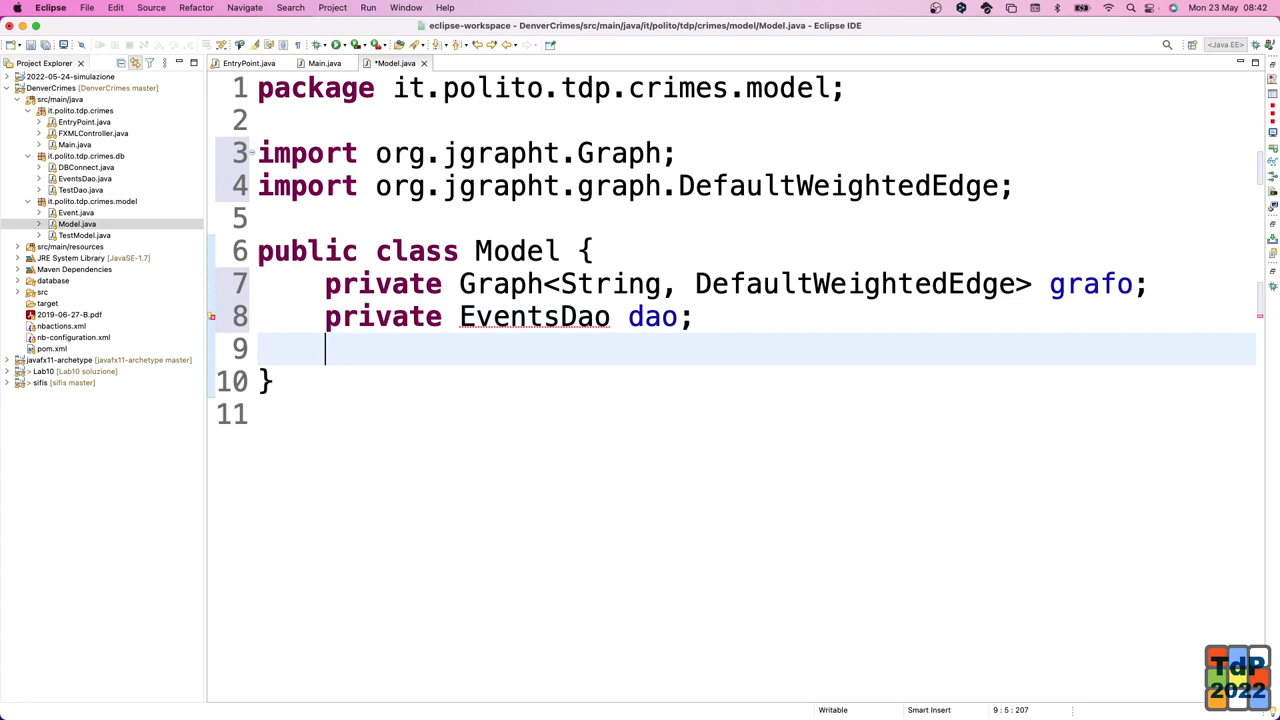 Eclipse File Edit Source Refactor Navigate Search Project Run Window Help Mon 23 May 08:42
eclipse-workspace - DenverCrimes/src/main/java/it/polito/tdp/crimes/model/Model.java - Eclipse IDE
<Java EE>
Project Explorer
EntryPoint.java
Main.java
*Model.java
2022-05-24-simulazione
DenverCrimes [DenverCrimes master]
src/main/java
it.polito.tdp.crimes
EntryPoint.java
FXMLController.java
Main.java
it.polito.tdp.crimes.db
DBConnect.java
EventsDao.java
TestDao.java
it.polito.tdp.crimes.model
Event.java
Model.java
TestModel.java
src/main/resources
JRE System Library [JavaSE-1.7]
Maven Dependencies
database
src
target
2019-06-27-B.pdf
nbactions.xml
nb-configuration.xml
pom.xml
javafx11-archetype [javafx11-archetype master]
> Lab10 [Lab10 soluzione]
> sifis [sifis master]
1 package it.polito.tdp.crimes.model;
2
3 import org.jgrapht.Graph;
4 import org.jgrapht.graph.DefaultWeightedEdge;
5
6 public class Model {
7 private Graph<String, DefaultWeightedEdge> grafo;
8 private EventsDao dao;
9
10 }
11
Writable Smart Insert 9 : 5 : 207
TdP
2022